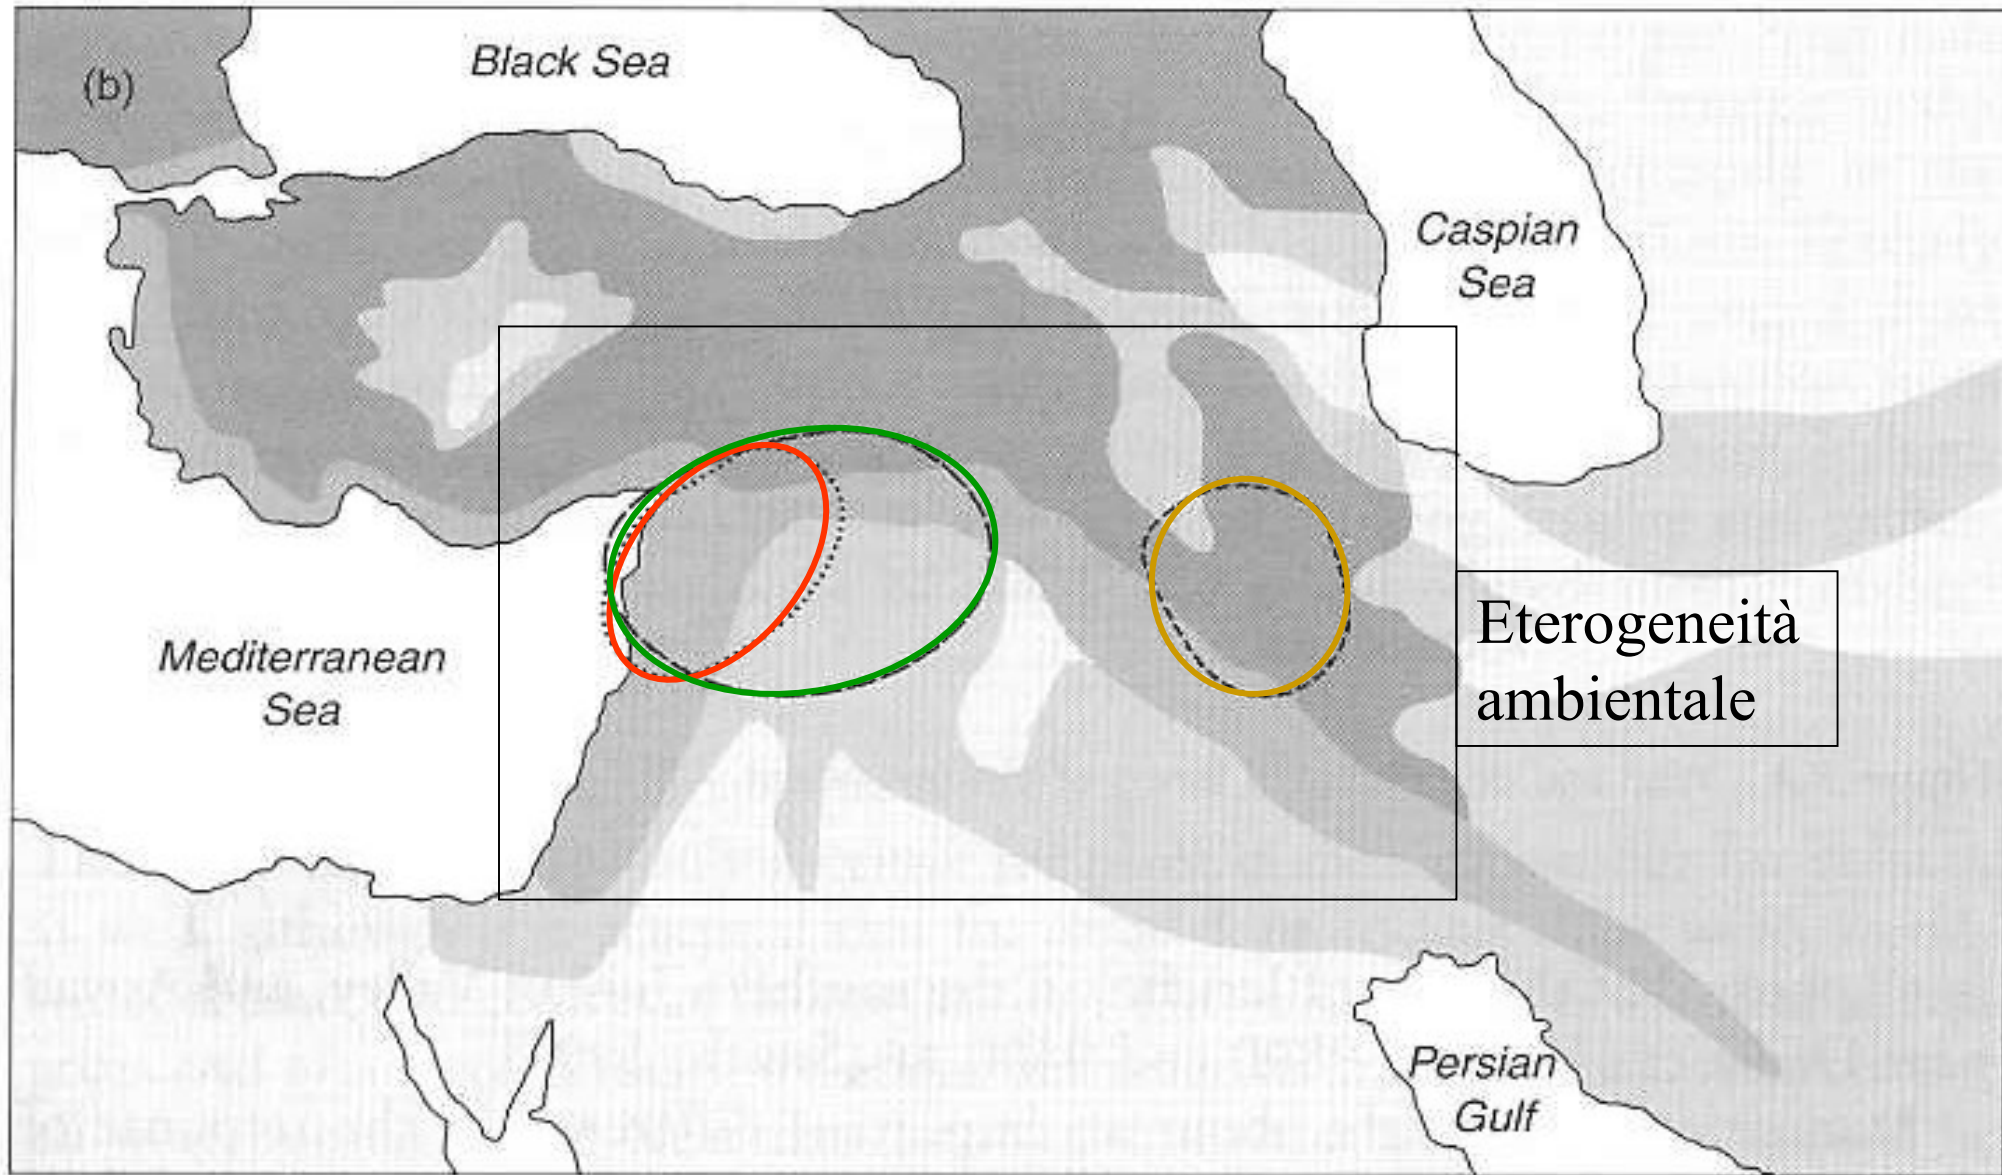 (b)
Black Sea
Caspian
Sea
Mediterranean
Sea
Eterogeneità
ambientale
Persian
Gulf